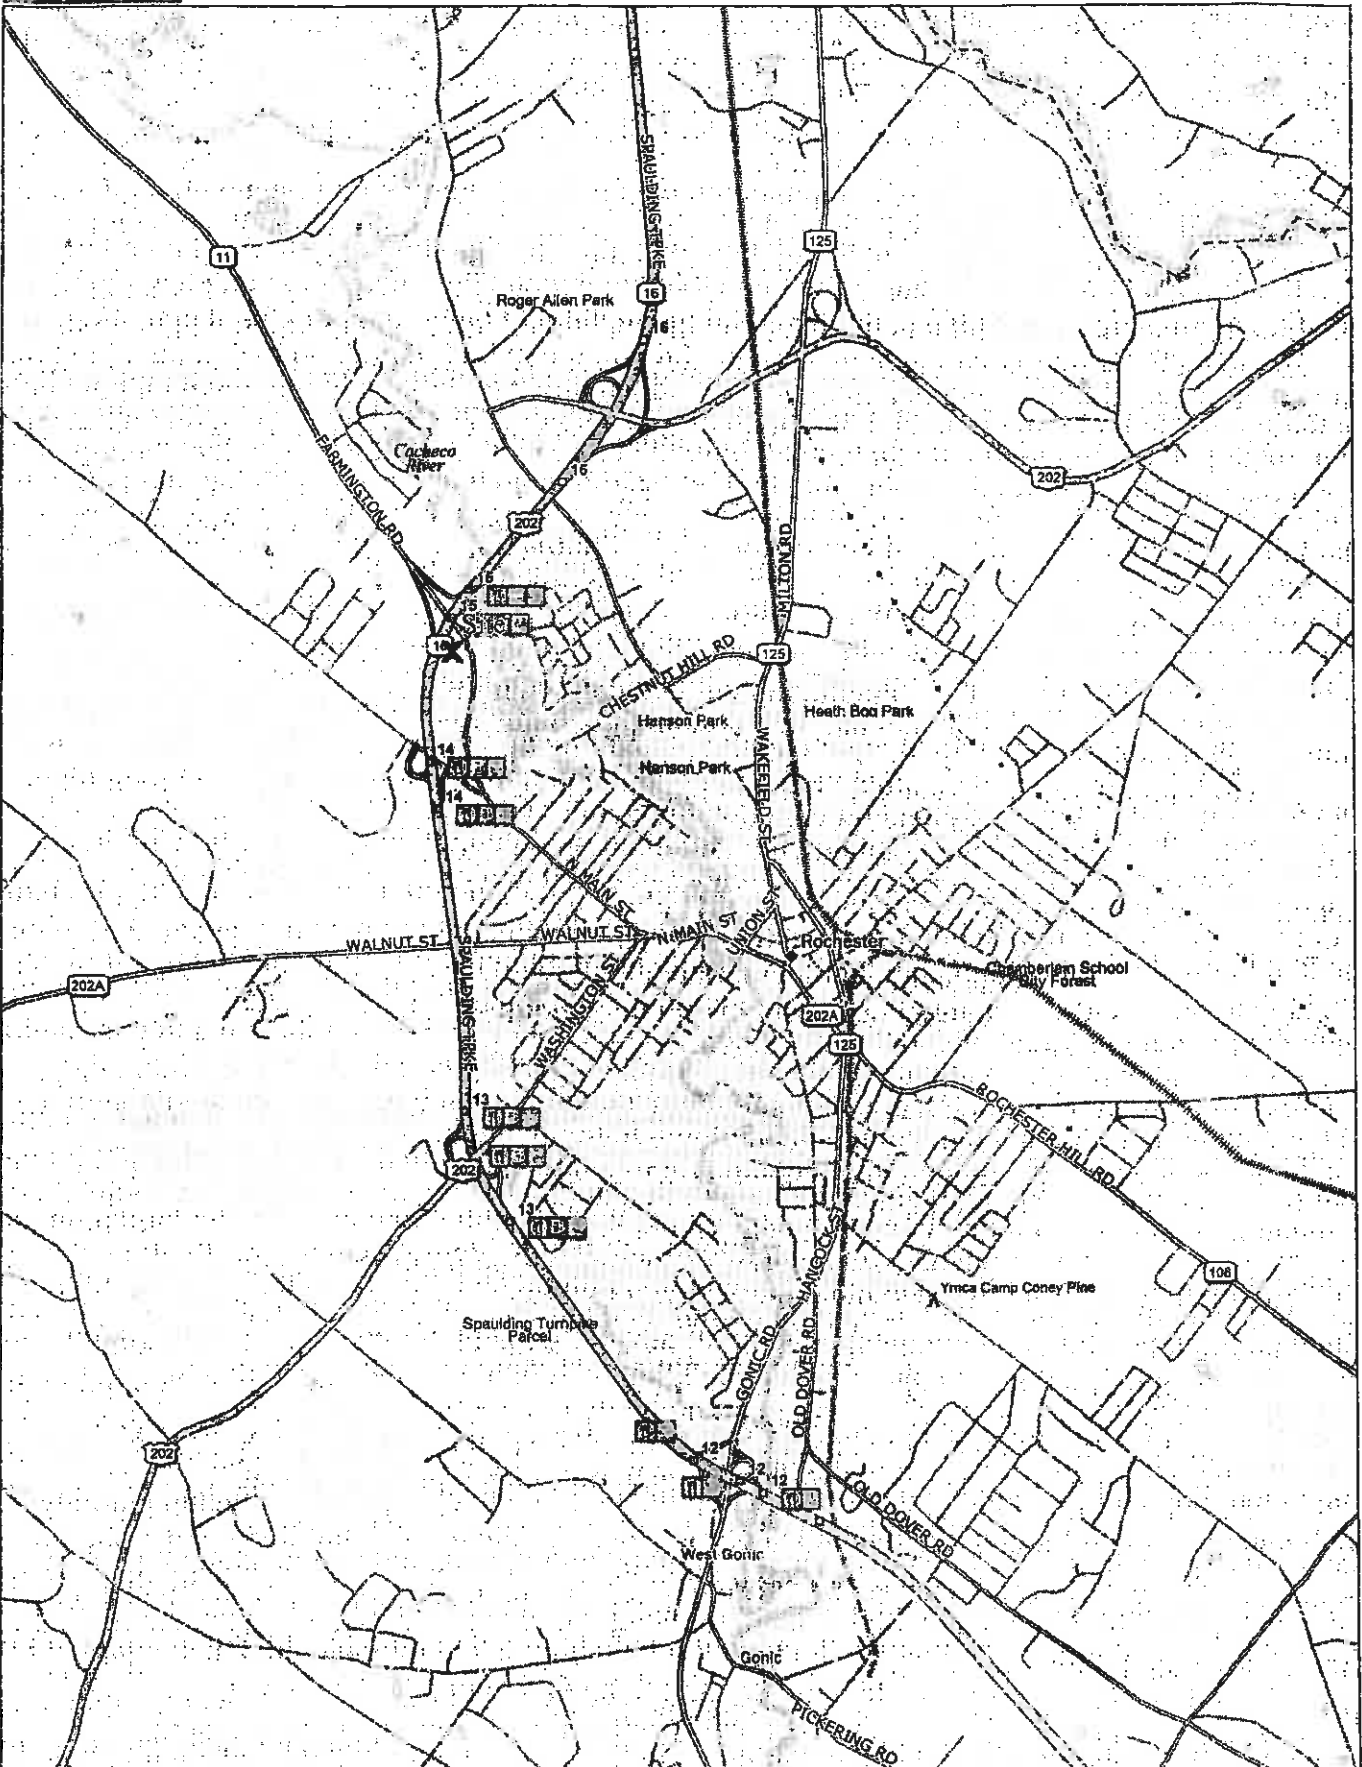 SPAULDING TPKE
125
11
Roger Allen Park
16
16
Cocheco
River
FARMINGTON RD
16
202
202
MILTON RD
15
15
16
CHESTNUT HILL RD
125
Hanson Park
Heath Bog Park
14
Hanson Park
WAKEFIELD ST
14
N MAIN ST
WALNUT ST
WALNUT ST
N MAIN ST
UNION ST
Rochester
Chamberlain School
City Forest
202A
WASHINGTON ST
SPAULDING TPKE
202A
125
ROCHESTER HILL RD
13
202
13
HANCOCK ST
108
Ymca Camp Coney Pine
Spaulding Turnpike
Parcel
GONIC RD
OLD DOVER RD
202
12
12
12
OLD DOVER RD
West Gonic
Gonic
PICKERING RD